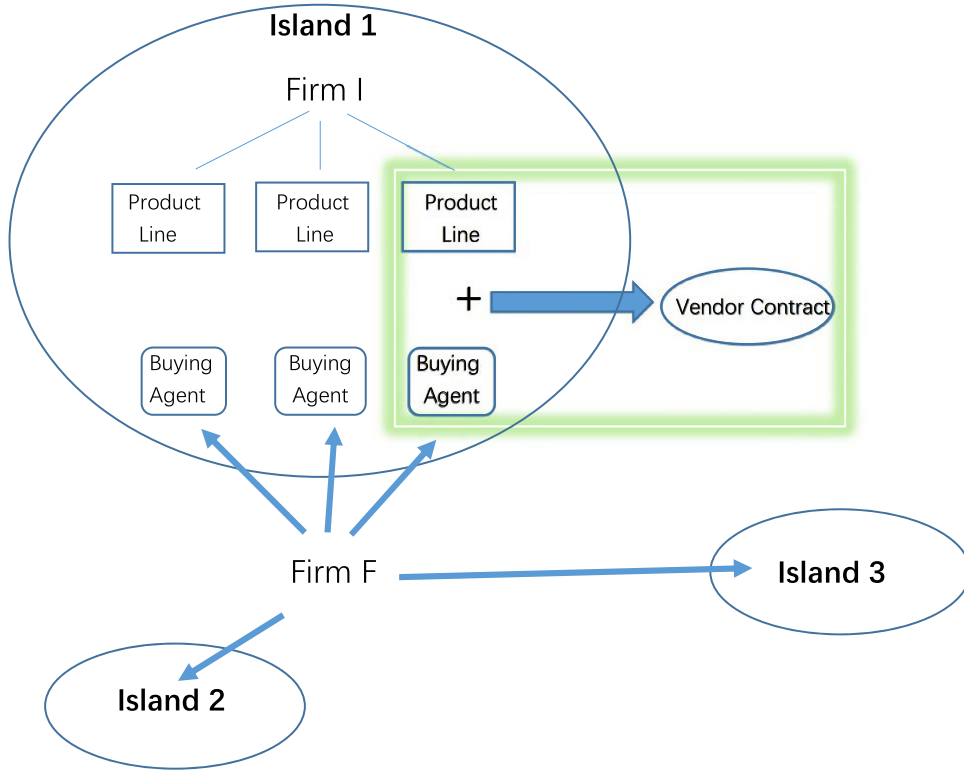 Island 1
Firm I
Product
Line
Product
Line
Product
Line
+
Vendor Contract
Buying
Agent
Buying
Agent
Buying
Agent
Firm F
Island 3
Island 2